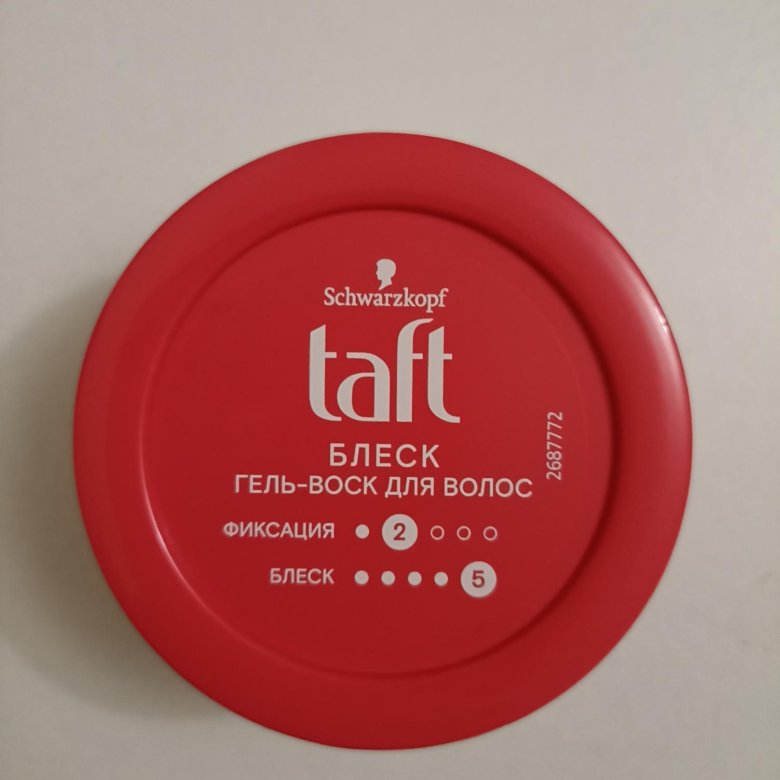 Schwarzkopf
taft
БЛЕСК
ГЕЛЬ-ВОСК ДЛЯ ВОЛОС
ФИКСАЦИЯ 2
БЛЕСК 5
2687772